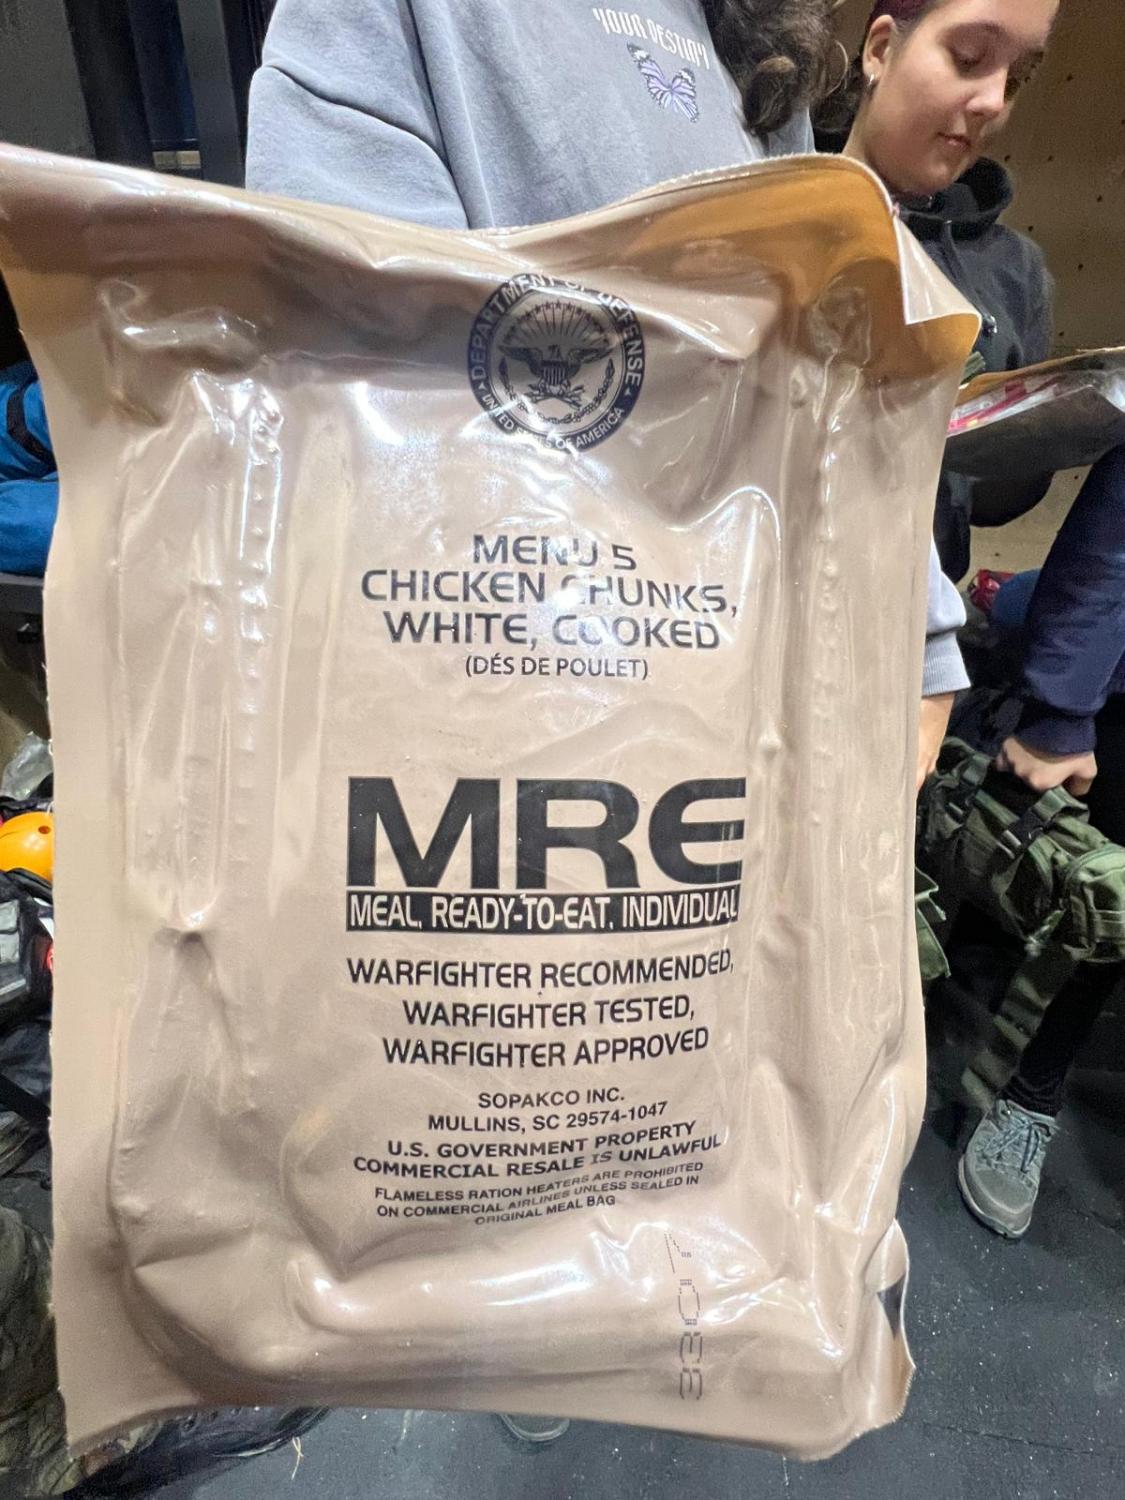 YOUR DESTINY
DEPARTMENT OF DEFENSE
UNITED STATES OF AMERICA
MENU 5
CHICKEN CHUNKS,
WHITE, COOKED
(DÉS DE POULET)
MRE
MEAL, READY-TO-EAT, INDIVIDUAL
WARFIGHTER RECOMMENDED,
WARFIGHTER TESTED,
WARFIGHTER APPROVED
SOPAKCO INC.
MULLINS, SC 29574-1047
U.S. GOVERNMENT PROPERTY
COMMERCIAL RESALE IS UNLAWFUL
FLAMELESS RATION HEATERS ARE PROHIBITED
ON COMMERCIAL AIRLINES UNLESS SEALED IN
ORIGINAL MEAL BAG